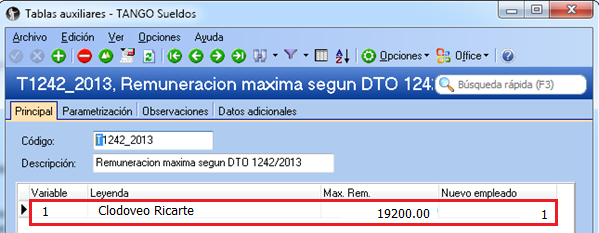 Tablas auxiliares - TANGO Sueldos
Archivo Edición Ver Opciones Ayuda
Opciones Office
T1242_2013, Remuneracion maxima segun DTO 124
Búsqueda rápida (F3)
Principal Parametrización Observaciones Datos adicionales
Código: T1242_2013
Descripción: Remuneracion maxima segun DTO 1242/2013
Variable Leyenda Max. Rem. Nuevo empleado
1 Clodoveo Ricarte 19200.00 1